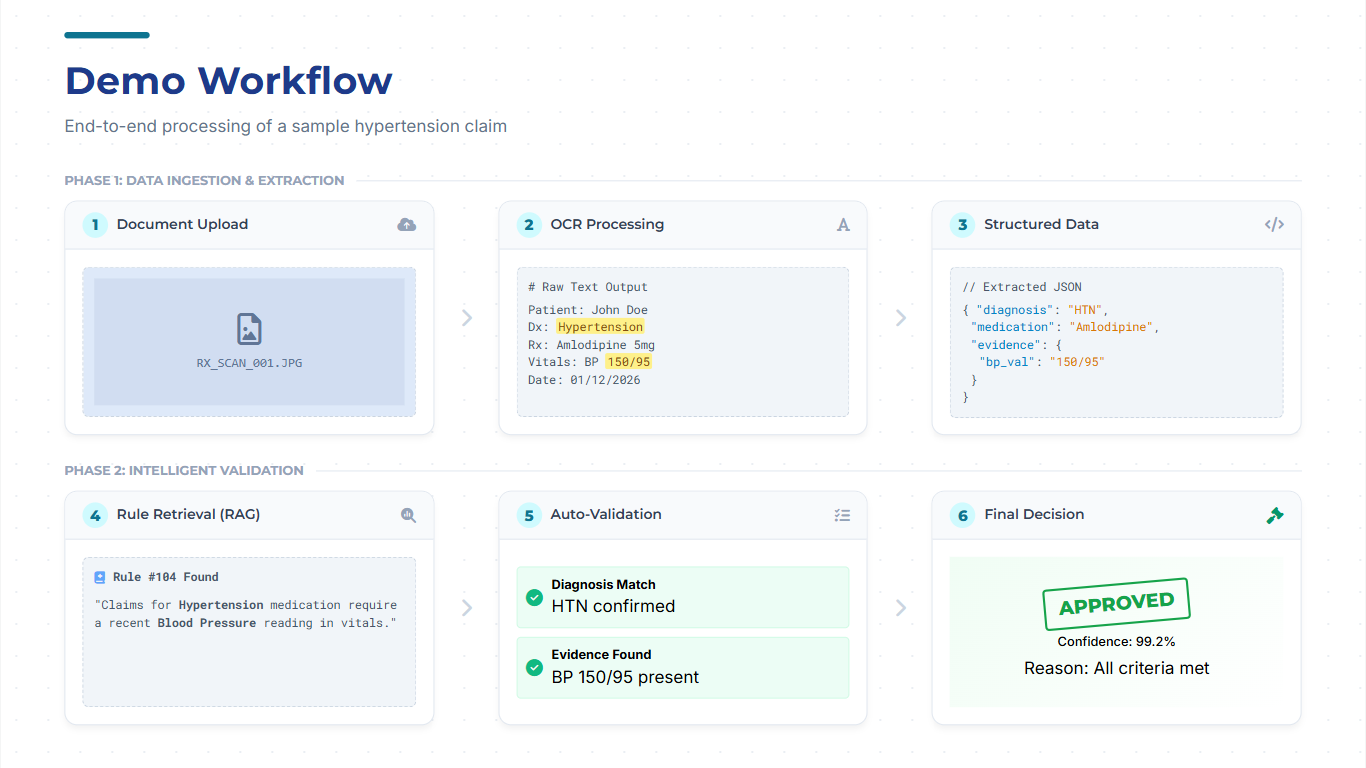 Demo Workflow
End-to-end processing of a sample hypertension claim
PHASE 1: DATA INGESTION & EXTRACTION
1 Document Upload
RX_SCAN_001.JPG
2 OCR Processing
A
# Raw Text Output
Patient: John Doe
Dx: Hypertension
Rx: Amlodipine 5mg
Vitals: BP 150/95
Date: 01/12/2026
3 Structured Data
</>
// Extracted JSON
{ "diagnosis": "HTN",
"medication": "Amlodipine",
"evidence": {
"bp_val": "150/95"
}
}
PHASE 2: INTELLIGENT VALIDATION
4 Rule Retrieval (RAG)
Rule #104 Found
"Claims for Hypertension medication require
a recent Blood Pressure reading in vitals."
5 Auto-Validation
Diagnosis Match
HTN confirmed
Evidence Found
BP 150/95 present
6 Final Decision
APPROVED
Confidence: 99.2%
Reason: All criteria met